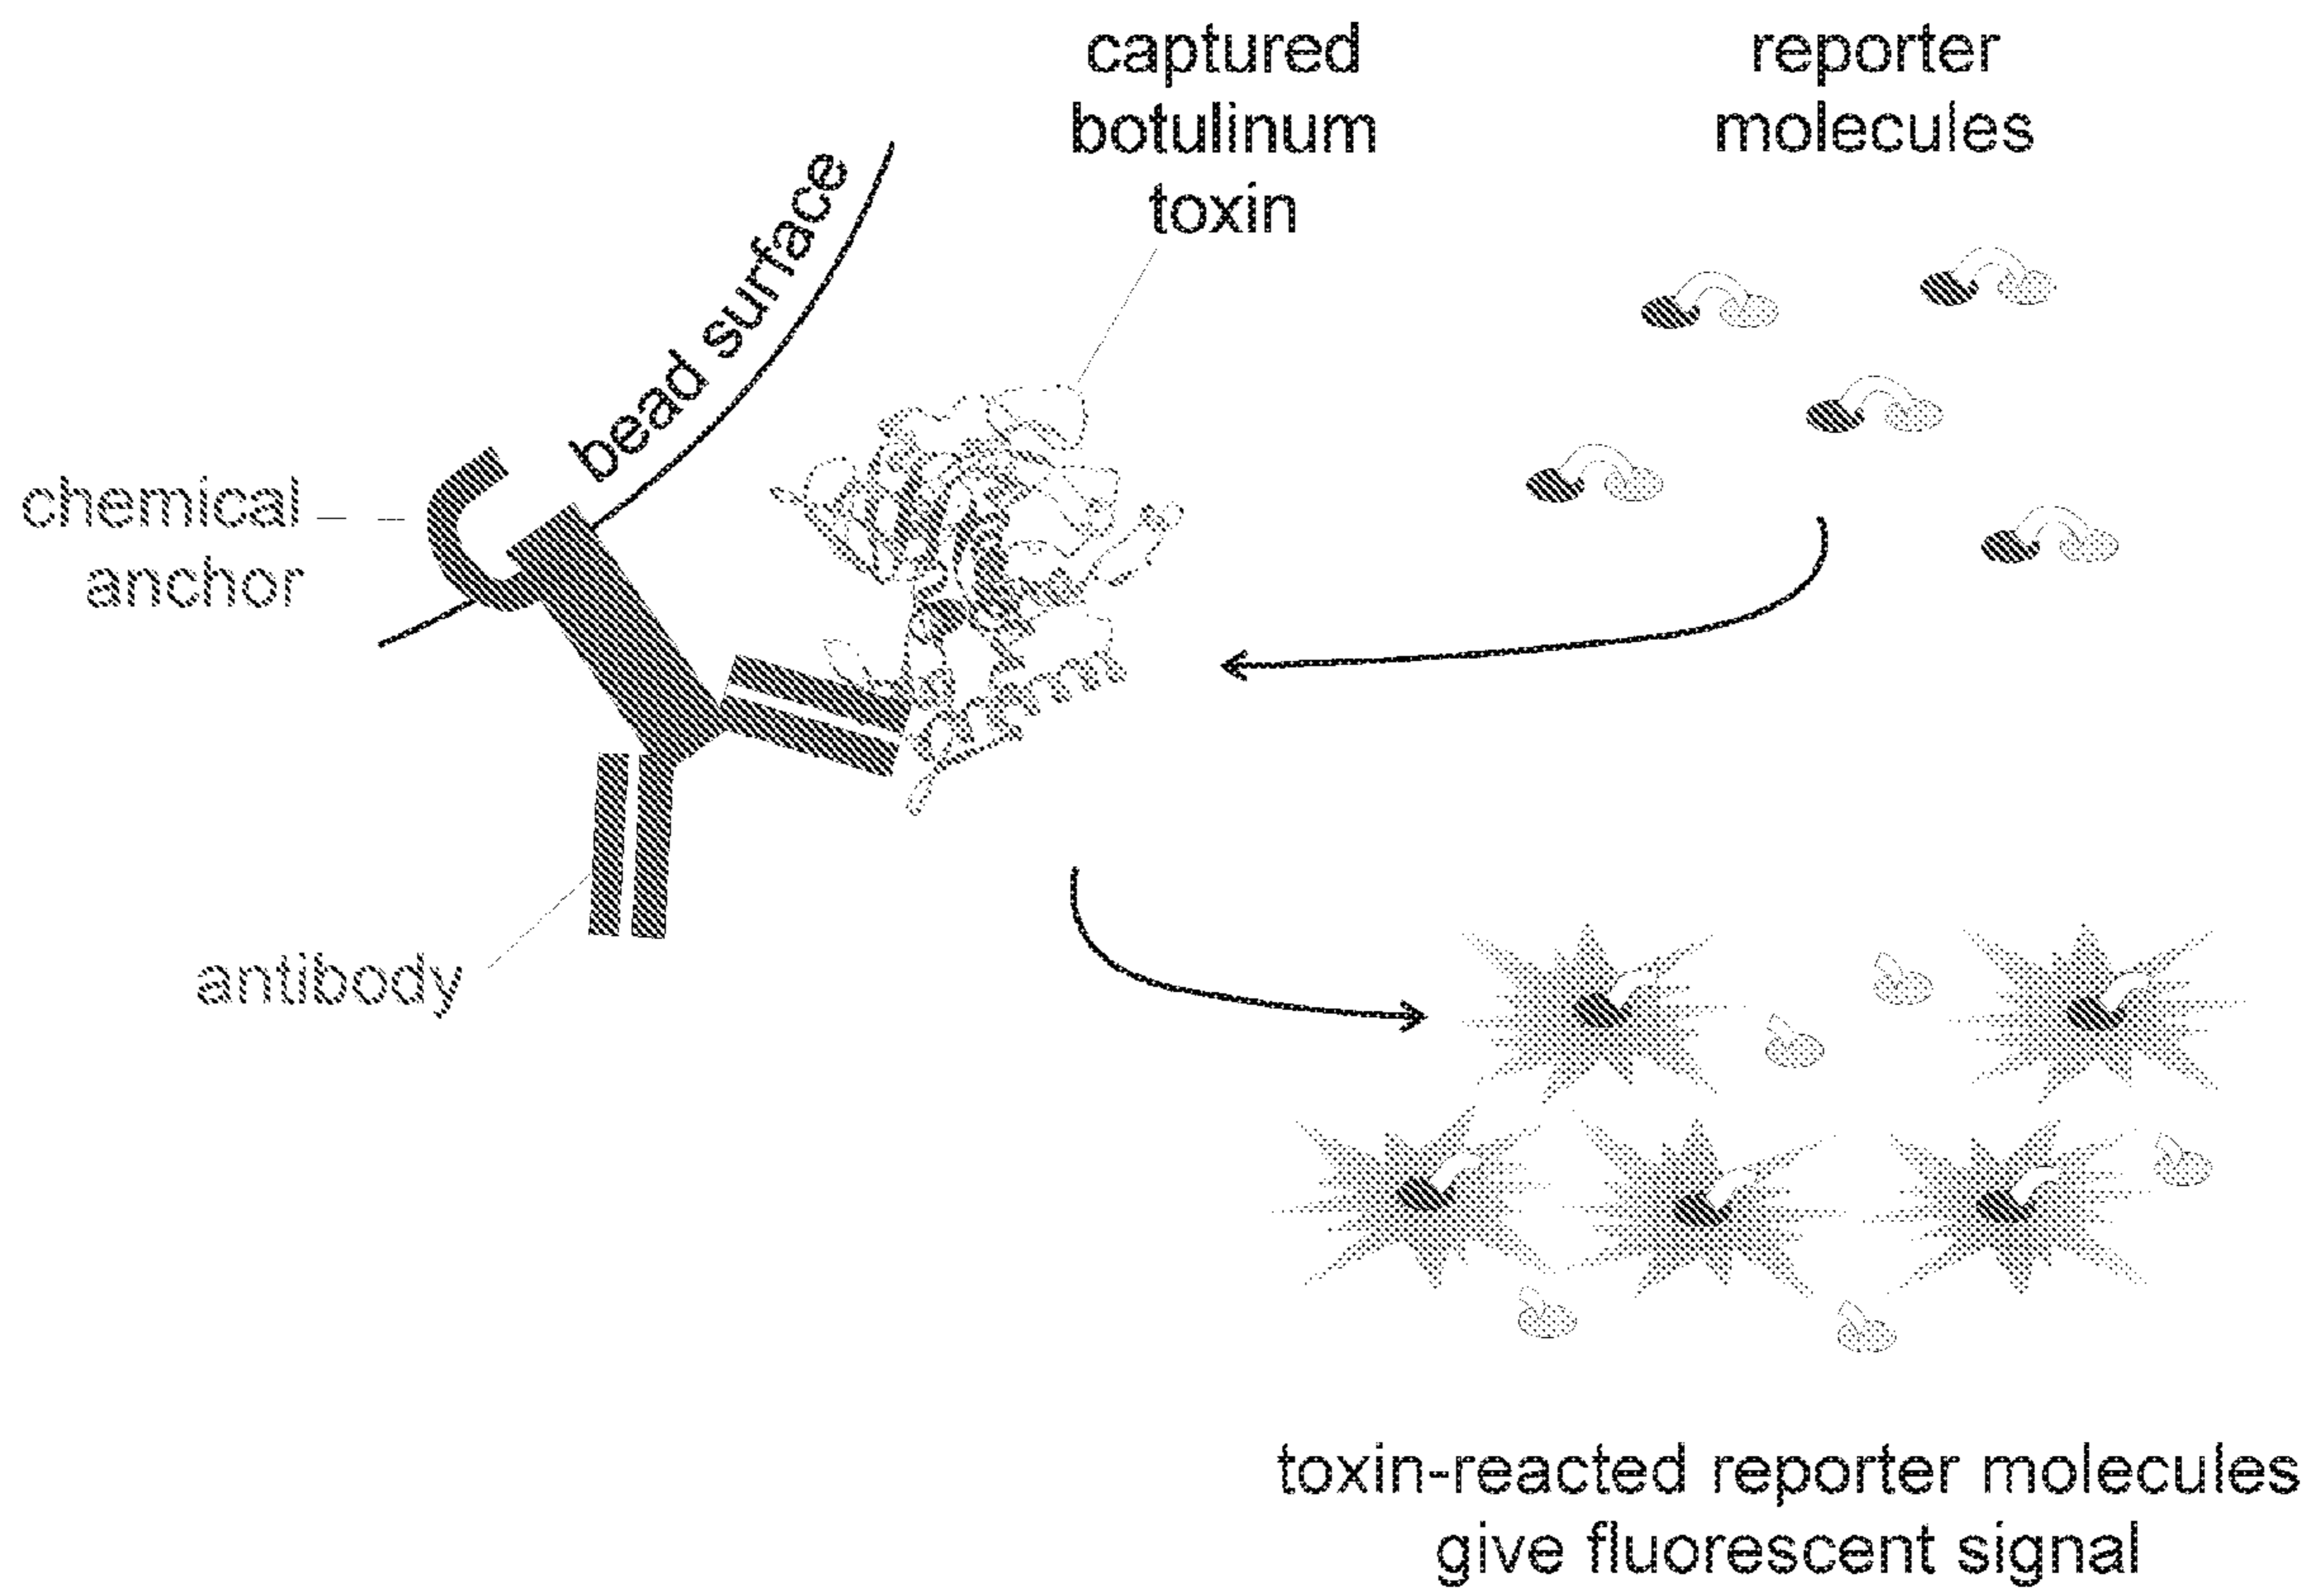 captured
botulinum
toxin
reporter
molecules
bead surface
chemical
anchor
antibody
toxin-reacted reporter molecules
give fluorescent signal